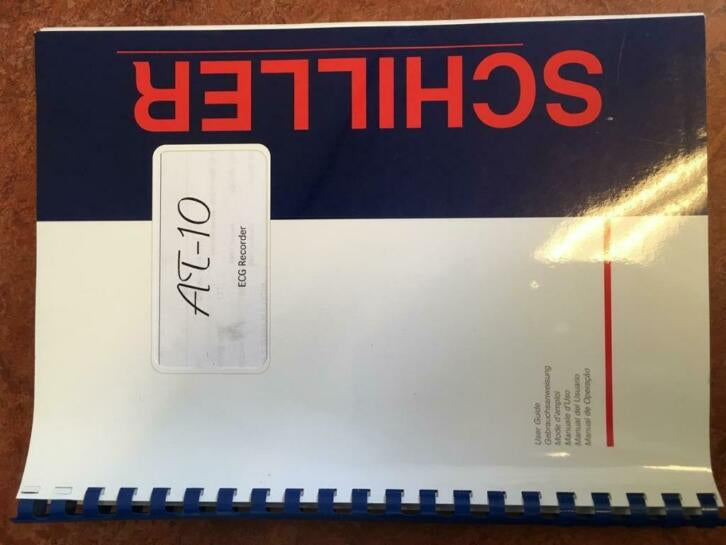 SCHILLER
AT-10
ECG Recorder
User Guide
Gebrauchsanweisung
Mode d'emploi
Manuale d'Uso
Manual del Usuario
Manual de Operação